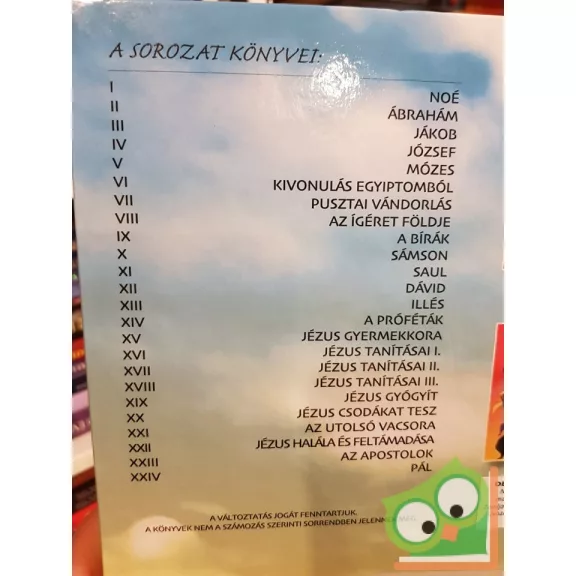 A SOROZAT KÖNYVEI:
I NOÉ
II ÁBRAHÁM
III JÁKOB
IV JÓZSEF
V MÓZES
VI KIVONULÁS EGYIPTOMBÓL
VII PUSZTAI VÁNDORLÁS
VIII AZ ÍGÉRET FÖLDJE
IX A BÍRÁK
X SÁMSON
XI SAUL
XII DÁVID
XIII ILLÉS
XIV A PRÓFÉTÁK
XV JÉZUS GYERMEKKORA
XVI JÉZUS TANÍTÁSAI I.
XVII JÉZUS TANÍTÁSAI II.
XVIII JÉZUS TANÍTÁSAI III.
XIX JÉZUS GYÓGYÍT
XX JÉZUS CSODÁKAT TESZ
XXI AZ UTOLSÓ VACSORA
XXII JÉZUS HALÁLA ÉS FELTÁMADÁSA
XXIII AZ APOSTOLOK
XXIV PÁL
A VÁLTOZTATÁS JOGÁT FENNTARTJUK.
A KÖNYVEK NEM A SZÁMOZÁS SZERINTI SORRENDBEN